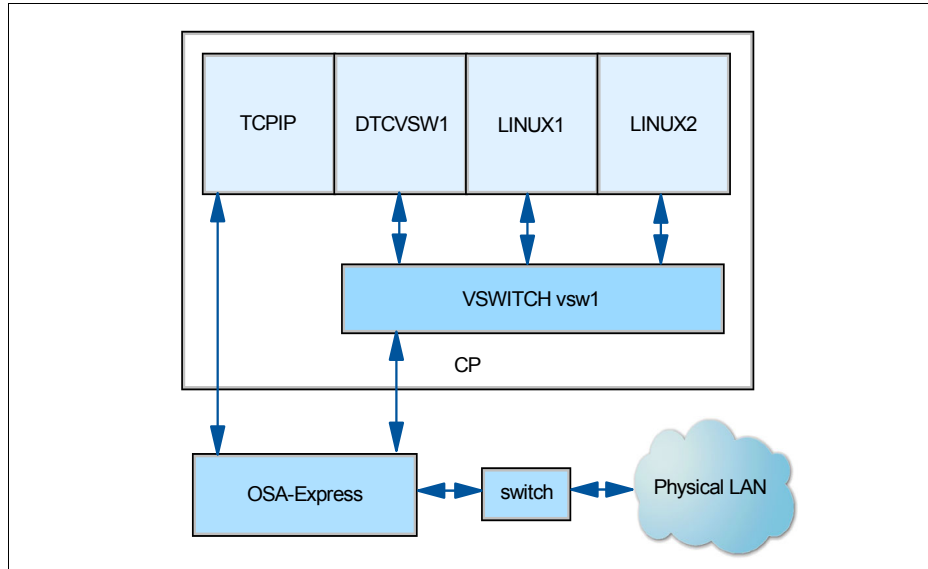 TCPIP
DTCVSW1
LINUX1
LINUX2
VSWITCH vsw1
CP
OSA-Express
switch
Physical LAN